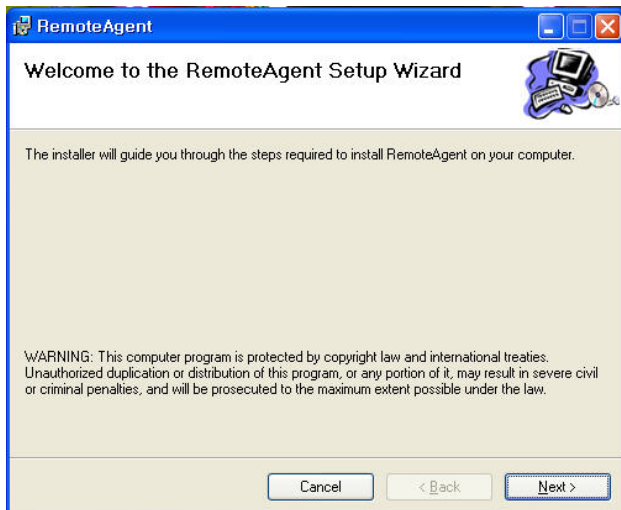 RemoteAgent
Welcome to the RemoteAgent Setup Wizard
The installer will guide you through the steps required to install RemoteAgent on your computer.
WARNING: This computer program is protected by copyright law and international treaties.
Unauthorized duplication or distribution of this program, or any portion of it, may result in severe civil
or criminal penalties, and will be prosecuted to the maximum extent possible under the law.
Cancel < Back Next >